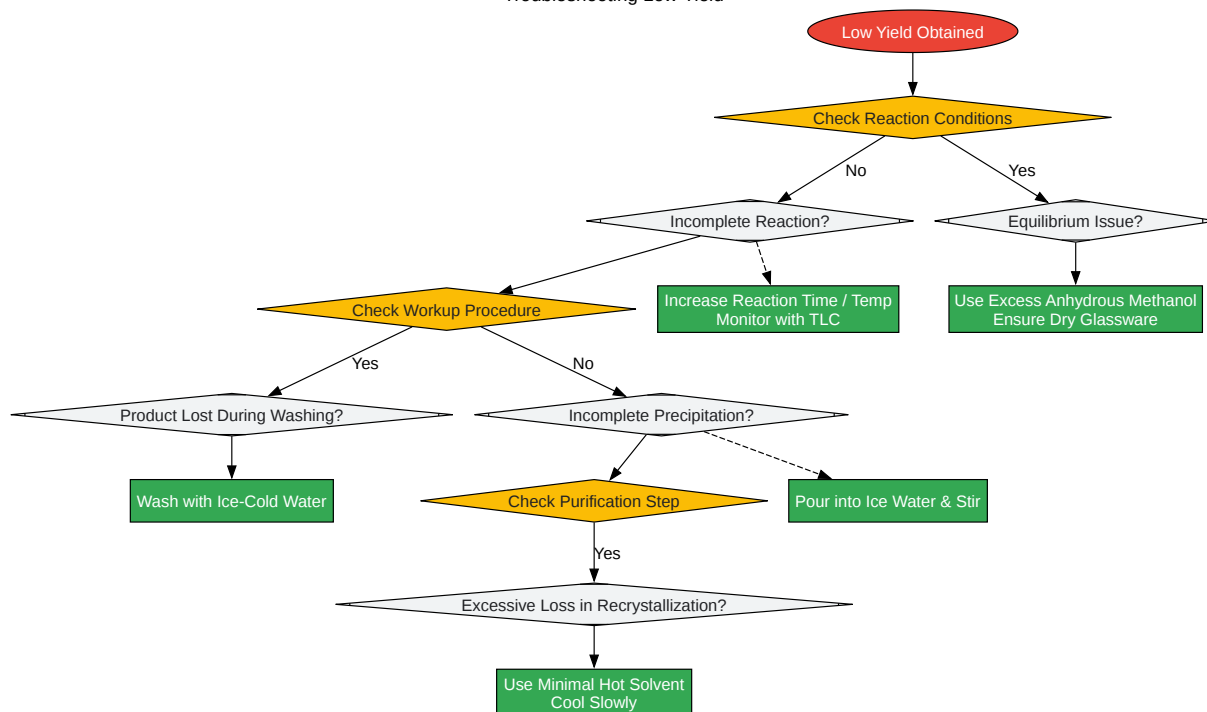 Troubleshooting Low Yield
Low Yield Obtained
Check Reaction Conditions
No
Yes
Incomplete Reaction?
Equilibrium Issue?
Increase Reaction Time / Temp
Monitor with TLC
Use Excess Anhydrous Methanol
Ensure Dry Glassware
Check Workup Procedure
Yes
No
Product Lost During Washing?
Incomplete Precipitation?
Wash with Ice-Cold Water
Check Purification Step
Pour into Ice Water & Stir
Yes
Excessive Loss in Recrystallization?
Use Minimal Hot Solvent
Cool Slowly